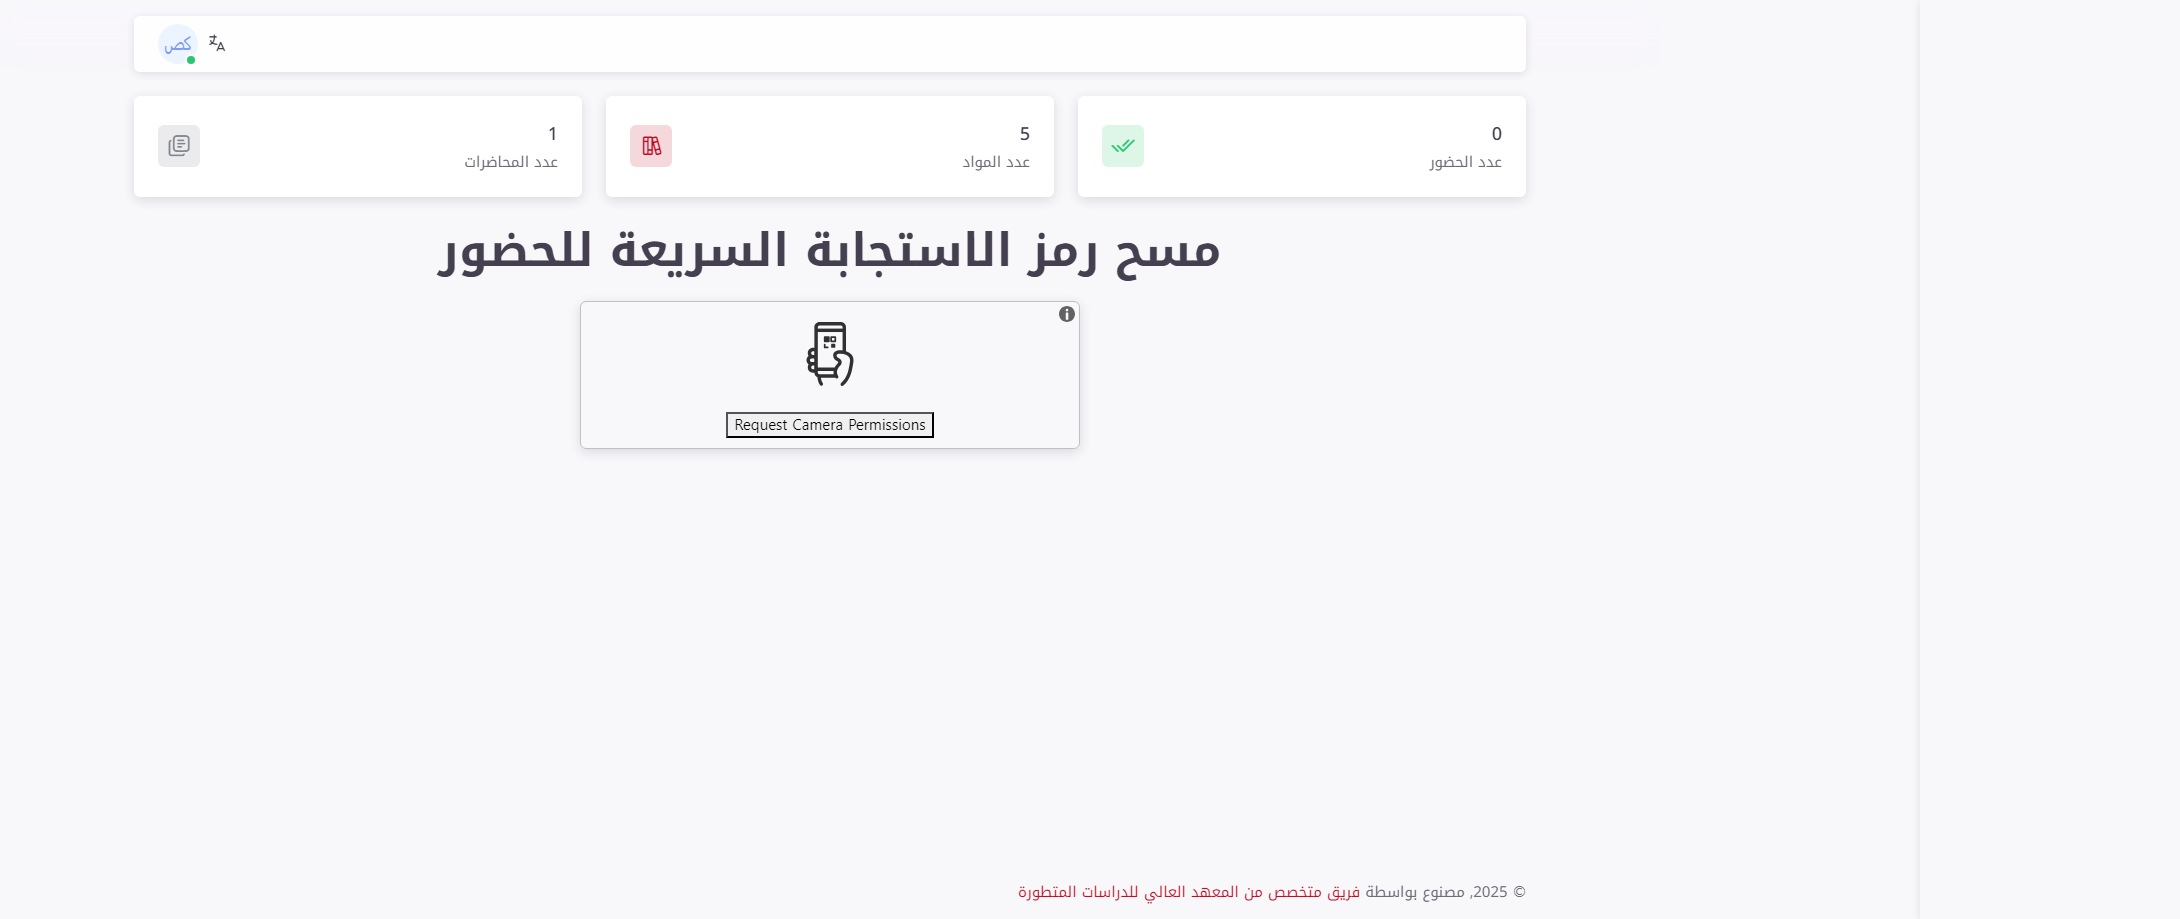 كص
0
عدد الحضور
5
عدد المواد
1
عدد المحاضرات
مسح رمز الاستجابة السريعة للحضور
Request Camera Permissions
© 2025, مصنوع بواسطة فريق متخصص من المعهد العالي للدراسات المتطورة